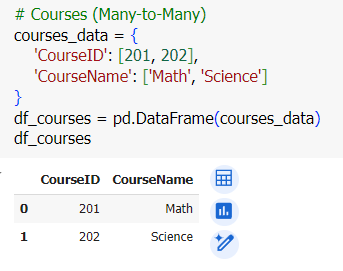 # Courses (Many-to-Many)
courses_data = {
    'CourseID': [201, 202],
    'CourseName': ['Math', 'Science']
}
df_courses = pd.DataFrame(courses_data)
df_courses
CourseID CourseName
0 201 Math
1 202 Science